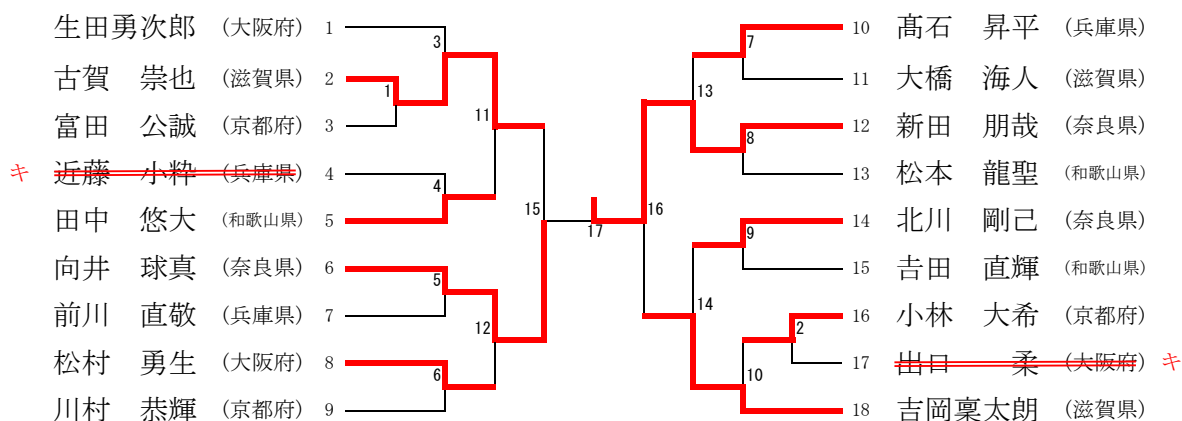 生田勇次郎 (大阪府) 1
古賀 崇也 (滋賀県) 2
富田 公誠 (京都府) 3
キ 近藤 小粋 (兵庫県) 4
田中 悠大 (和歌山県) 5
向井 球真 (奈良県) 6
前川 直敬 (兵庫県) 7
松村 勇生 (大阪府) 8
川村 恭輝 (京都府) 9
3
1
11
4
15
5
12
6
17
7
13
8
16
9
14
2
10
10 髙石 昇平 (兵庫県)
11 大橋 海人 (滋賀県)
12 新田 朋哉 (奈良県)
13 松本 龍聖 (和歌山県)
14 北川 剛己 (奈良県)
15 𠮷田 直輝 (和歌山県)
16 小林 大希 (京都府)
17 出口 柔 (大阪府) キ
18 吉岡稟太朗 (滋賀県)